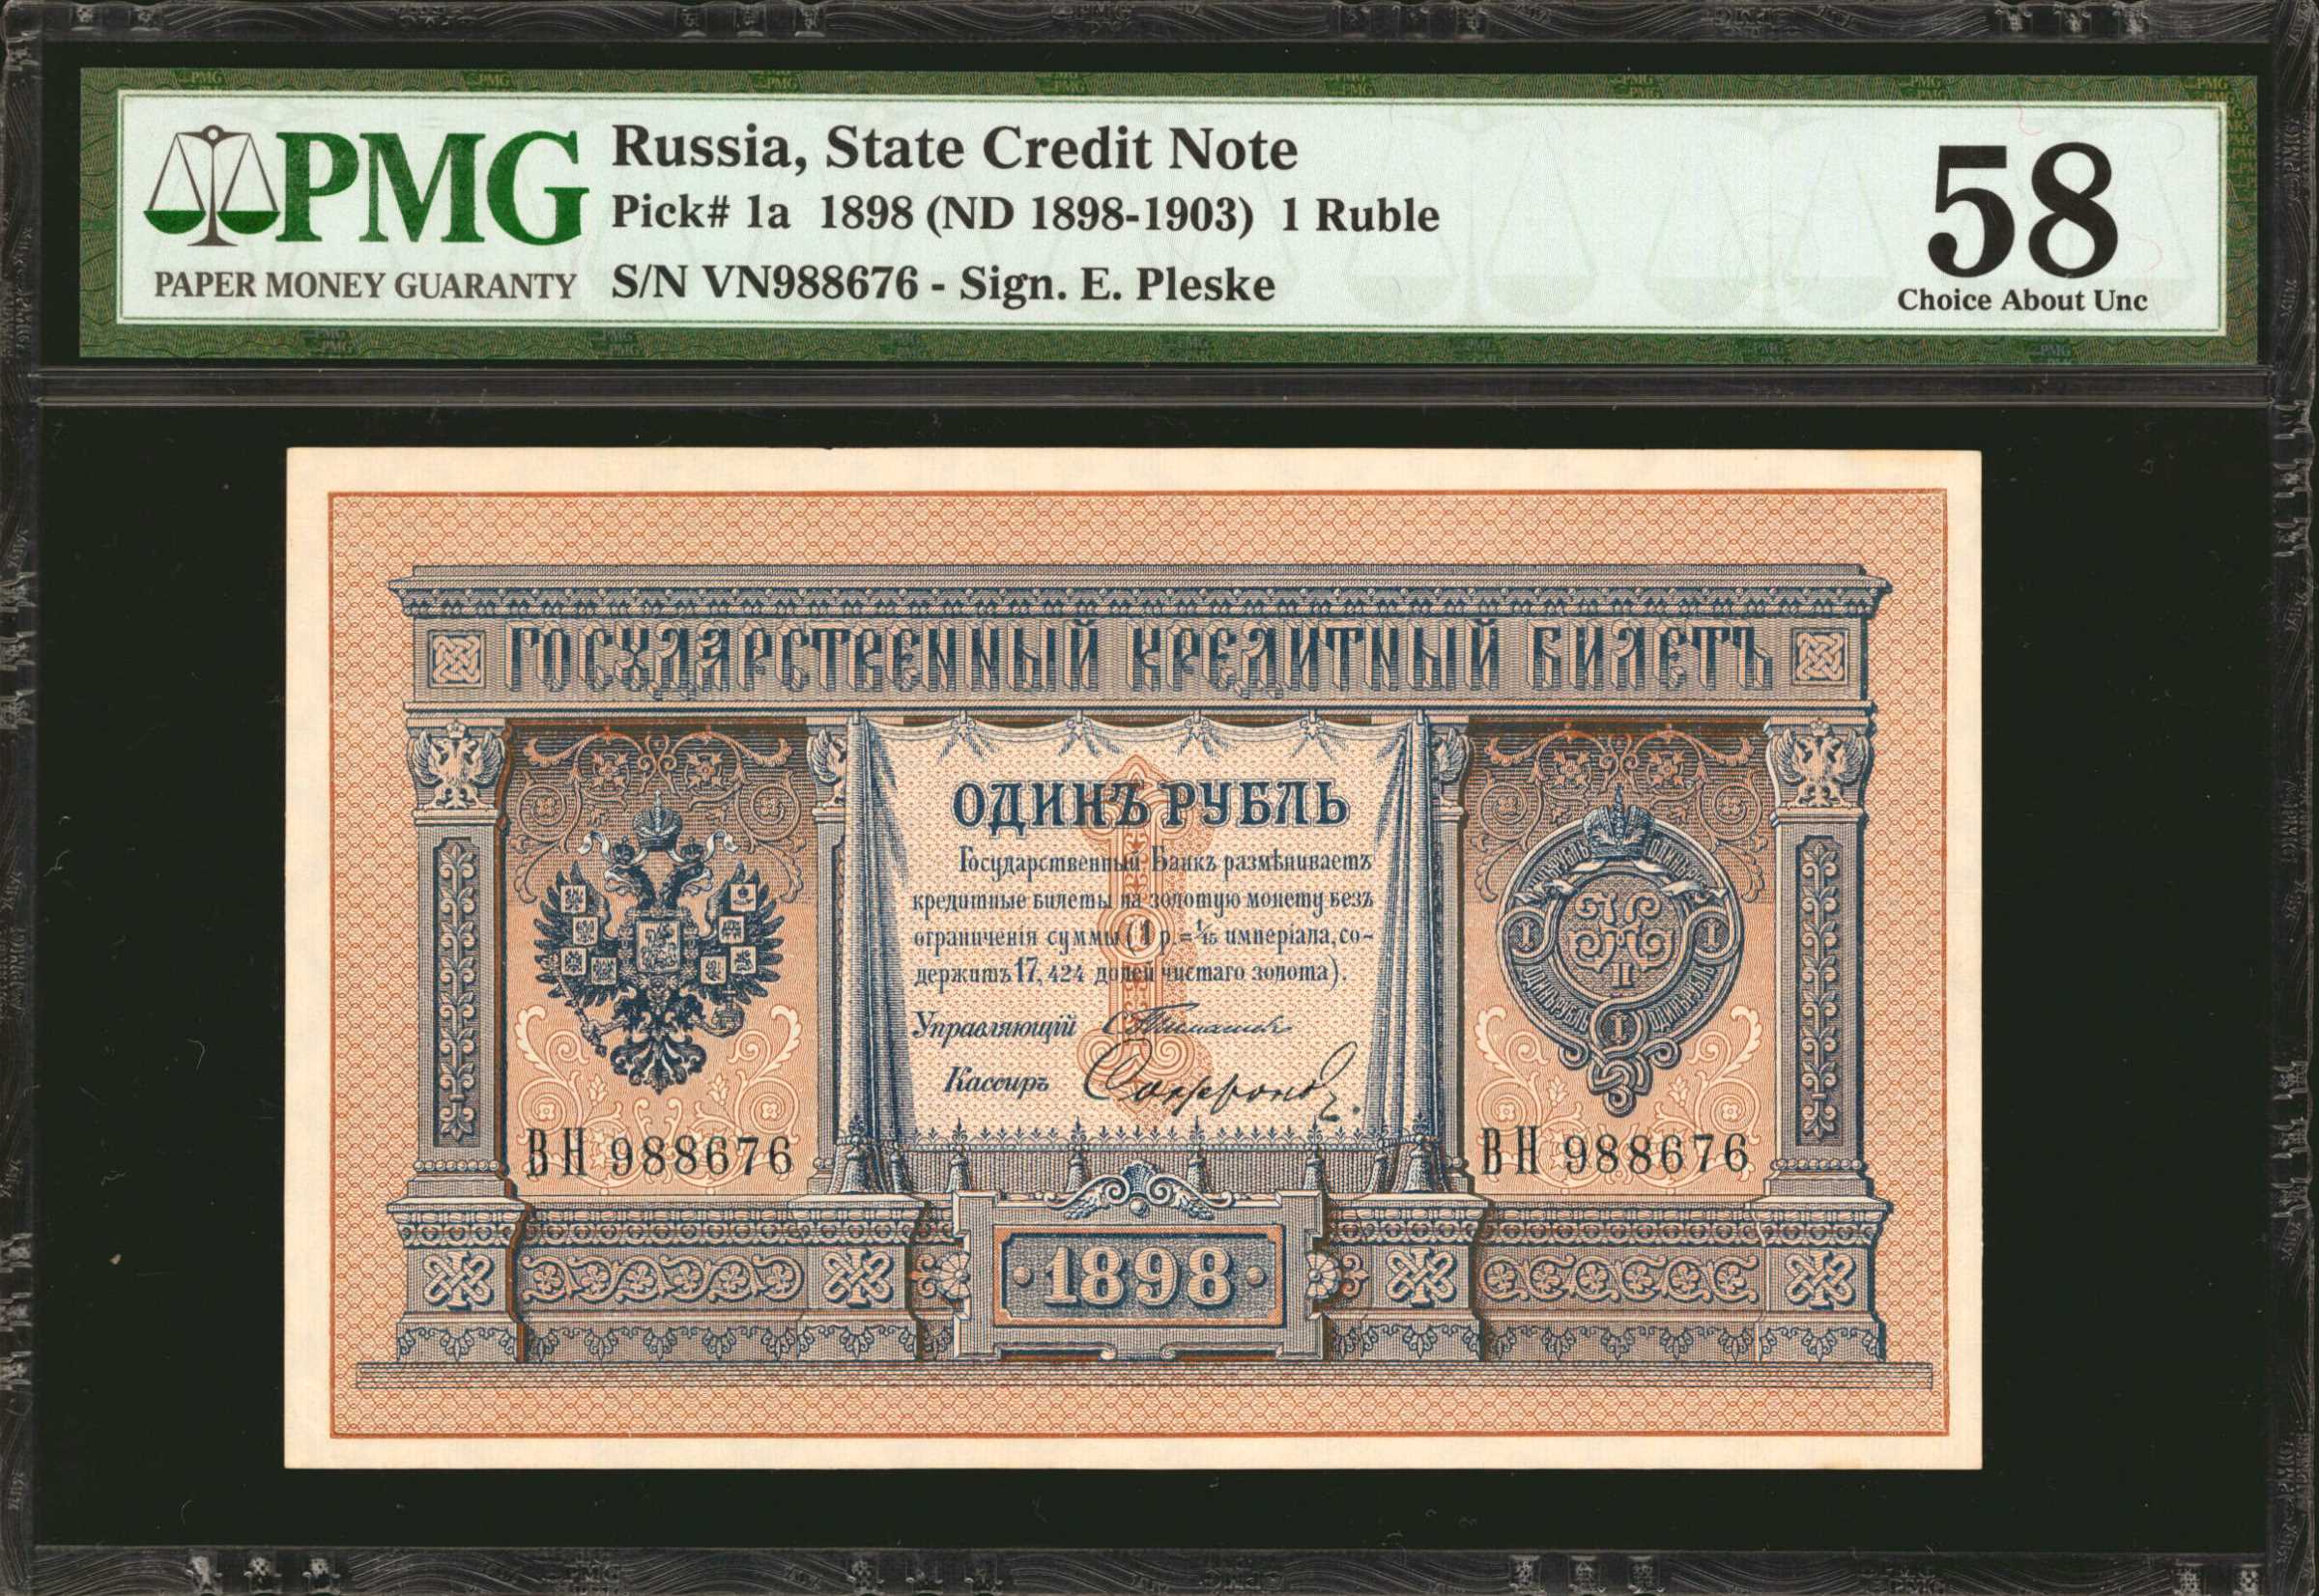 PMG
PAPER MONEY GUARANTY
Russia, State Credit Note
Pick# 1a 1898 (ND 1898-1903) 1 Ruble
S/N VN988676 - Sign. E. Pleske
58
Choice About Unc
ГОСУДАРСТВЕННЫЙ КРЕДИТНЫЙ БИЛЕТЪ
ОДИНЪ РУБЛЬ
Государственный Банкъ размѣниваетъ
кредитные билеты на золотую монету безъ
ограниченія суммы (1 р.=1/15 имперіала, со-
держитъ 17,424 долей чистаго золота).
Управляющій
Кассиръ
ВН 988676
ВН 988676
1898